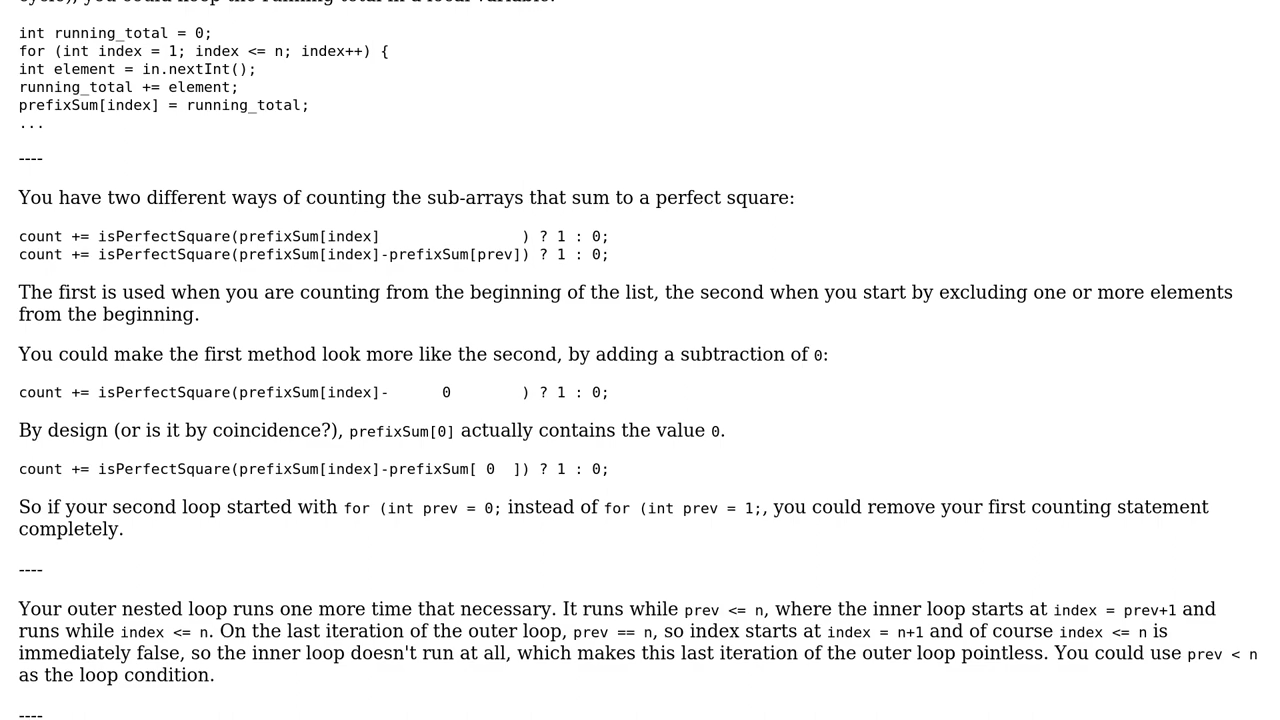 cycle), you could keep the running total in a local variable:
int running_total = 0;
for (int index = 1; index <= n; index++) {
int element = in.nextInt();
running_total += element;
prefixSum[index] = running_total;
...
----
You have two different ways of counting the sub-arrays that sum to a perfect square:
count += isPerfectSquare(prefixSum[index]                ) ? 1 : 0;
count += isPerfectSquare(prefixSum[index]-prefixSum[prev]) ? 1 : 0;
The first is used when you are counting from the beginning of the list, the second when you start by excluding one or more elements
from the beginning.
You could make the first method look more like the second, by adding a subtraction of 0:
count += isPerfectSquare(prefixSum[index]-      0        ) ? 1 : 0;
By design (or is it by coincidence?), prefixSum[0] actually contains the value 0.
count += isPerfectSquare(prefixSum[index]-prefixSum[ 0  ]) ? 1 : 0;
So if your second loop started with for (int prev = 0; instead of for (int prev = 1;, you could remove your first counting statement
completely.
----
Your outer nested loop runs one more time that necessary. It runs while prev <= n, where the inner loop starts at index = prev+1 and
runs while index <= n. On the last iteration of the outer loop, prev == n, so index starts at index = n+1 and of course index <= n is
immediately false, so the inner loop doesn't run at all, which makes this last iteration of the outer loop pointless. You could use prev < n
as the loop condition.
----